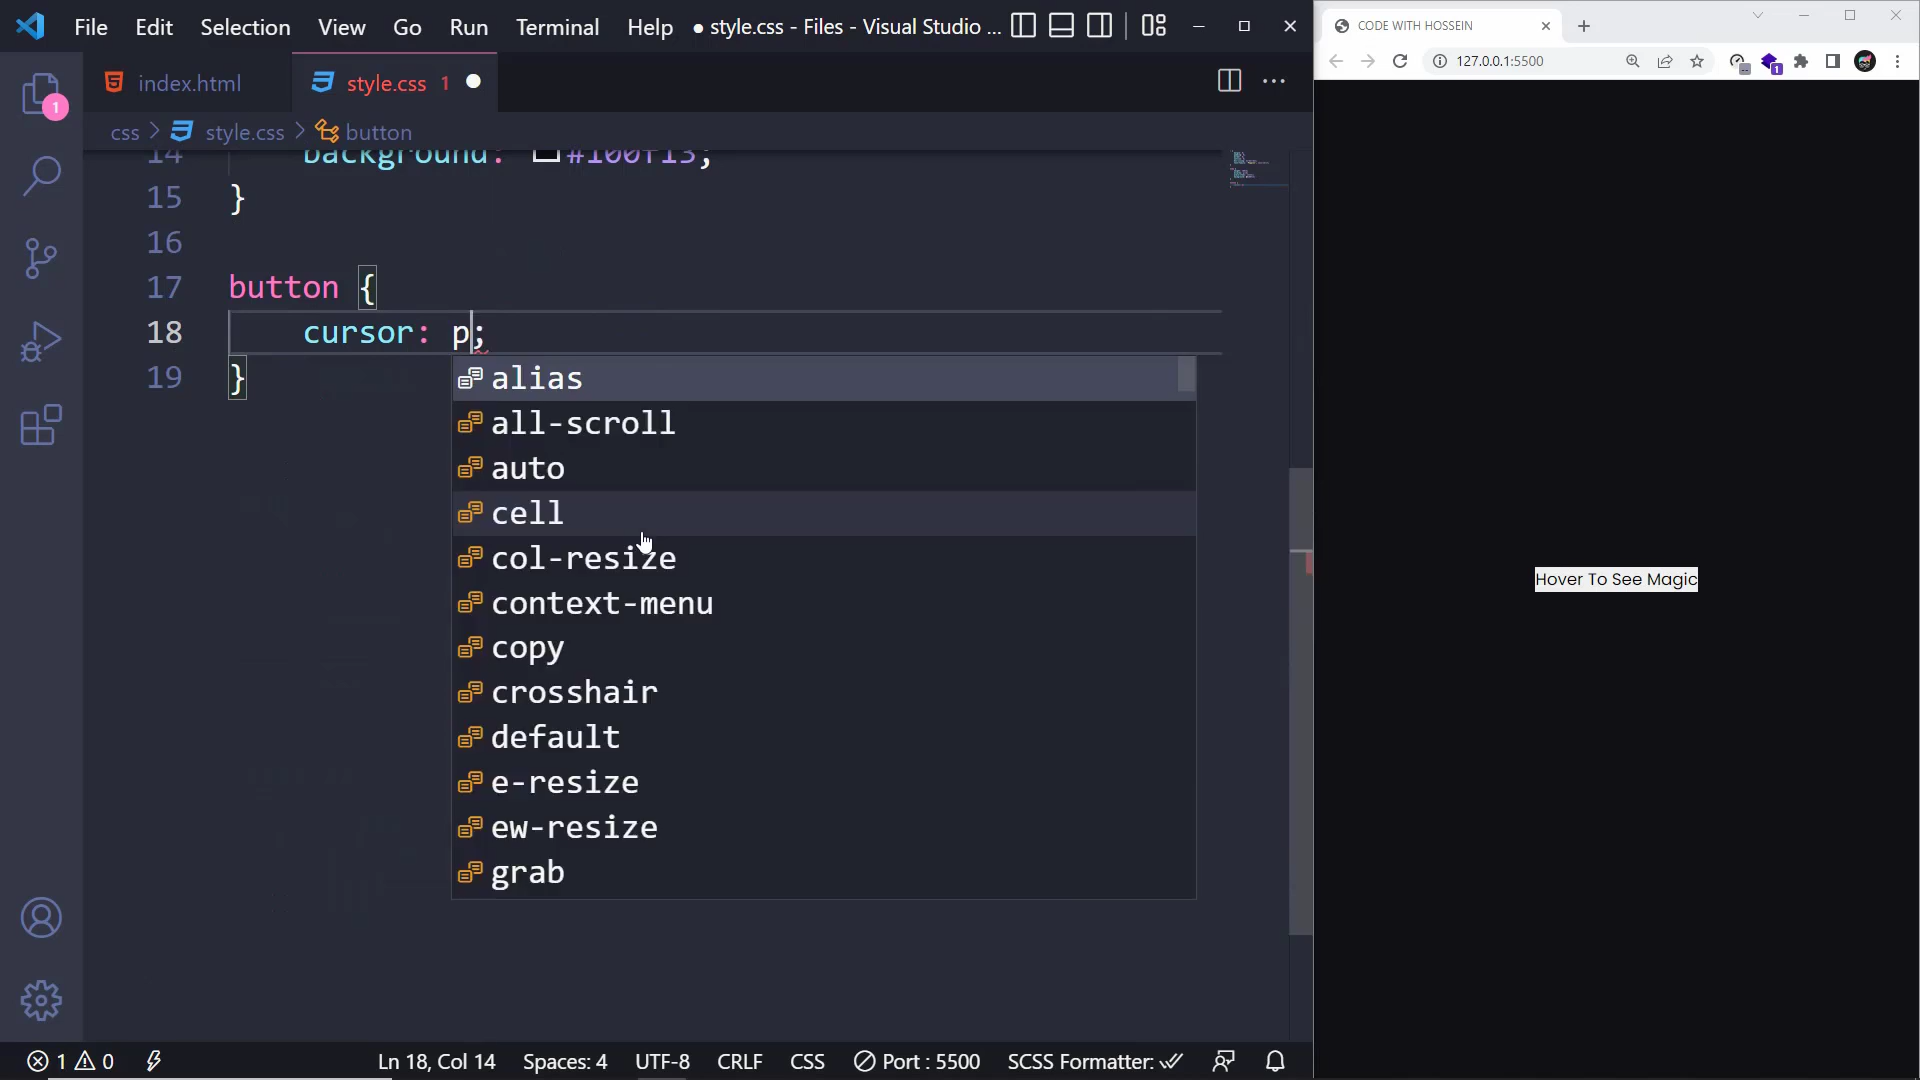 File Edit Selection View Go Run Terminal Help ● style.css - Files - Visual Studio ...
index.html style.css 1
css > style.css > button
14 background: #100f13;
15 }
16
17 button {
18 cursor: p;
19 }
alias
all-scroll
auto
cell
col-resize
context-menu
copy
crosshair
default
e-resize
ew-resize
grab
1
1 0 Ln 18, Col 14 Spaces: 4 UTF-8 CRLF CSS Port : 5500 SCSS Formatter:
CODE WITH HOSSEIN
127.0.0.1:5500
1
Hover To See Magic